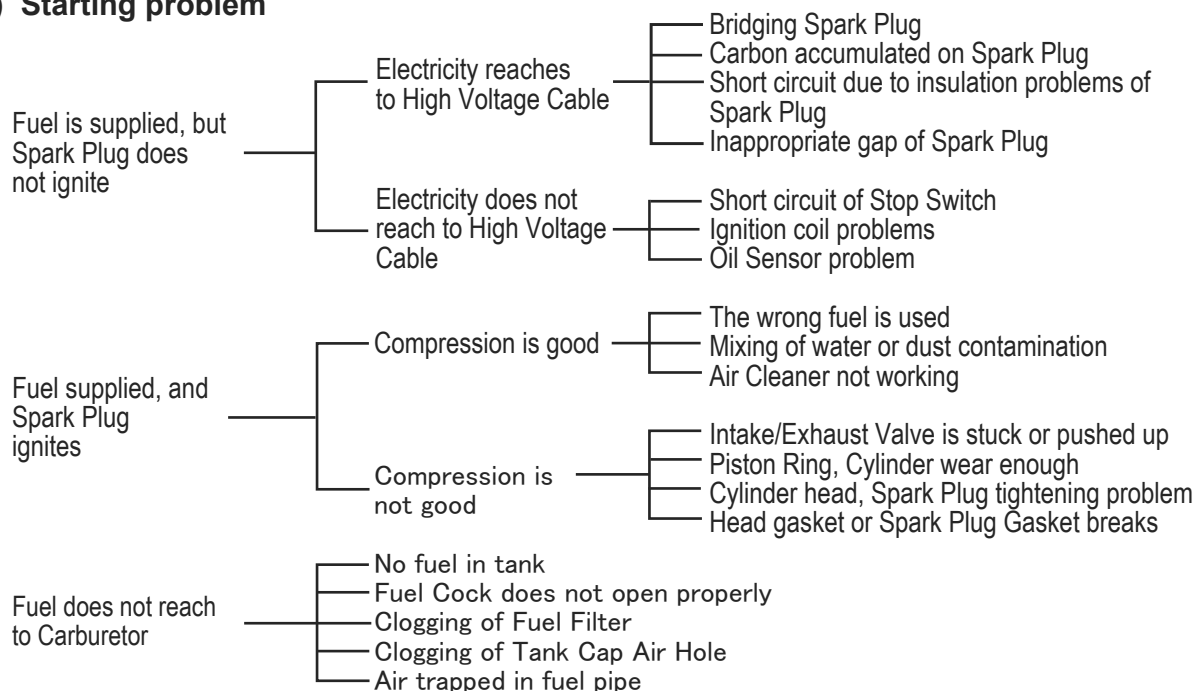 ) Starting problem
Fuel is supplied, but
Spark Plug does
not ignite
Electricity reaches
to High Voltage Cable
Bridging Spark Plug
Carbon accumulated on Spark Plug
Short circuit due to insulation problems of
Spark Plug
Inappropriate gap of Spark Plug
Electricity does not
reach to High Voltage
Cable
Short circuit of Stop Switch
Ignition coil problems
Oil Sensor problem
Fuel supplied, and
Spark Plug
ignites
Compression is good
The wrong fuel is used
Mixing of water or dust contamination
Air Cleaner not working
Compression is
not good
Intake/Exhaust Valve is stuck or pushed up
Piston Ring, Cylinder wear enough
Cylinder head, Spark Plug tightening problem
Head gasket or Spark Plug Gasket breaks
Fuel does not reach
to Carburetor
No fuel in tank
Fuel Cock does not open properly
Clogging of Fuel Filter
Clogging of Tank Cap Air Hole
Air trapped in fuel pipe